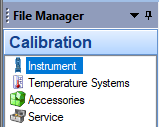 File Manager
Calibration
Instrument
Temperature Systems
Accessories
Service